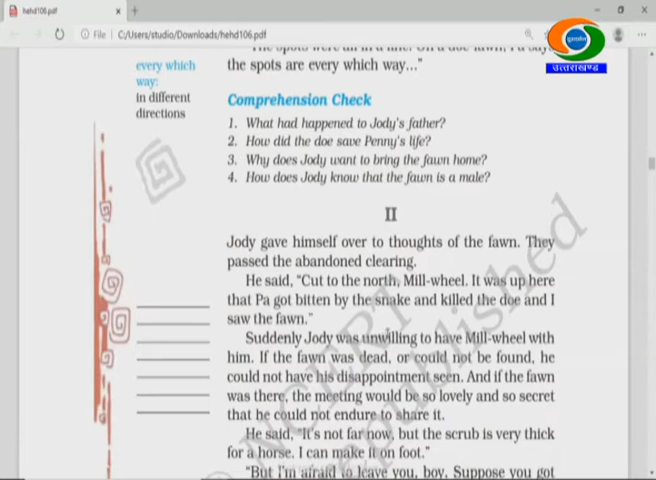 hehd106.pdf
File | C:/Users/studio/Downloads/hehd106.pdf
उत्तराखण्ड
every which
way:
in different
directions
the spots are every which way..."
Comprehension Check
1. What had happened to Jody's father?
2. How did the doe save Penny's life?
3. Why does Jody want to bring the fawn home?
4. How does Jody know that the fawn is a male?
II
Jody gave himself over to thoughts of the fawn. They
passed the abandoned clearing.
He said, "Cut to the north, Mill-wheel. It was up here
that Pa got bitten by the snake and killed the doe and I
saw the fawn."
Suddenly Jody was unwilling to have Mill-wheel with
him. If the fawn was dead, or could not be found, he
could not have his disappointment seen. And if the fawn
was there, the meeting would be so lovely and so secret
that he could not endure to share it.
He said, "It's not far now, but the scrub is very thick
for a horse. I can make it on foot."
"But I'm afraid to leave you, boy. Suppose you got
© NCERT
republished